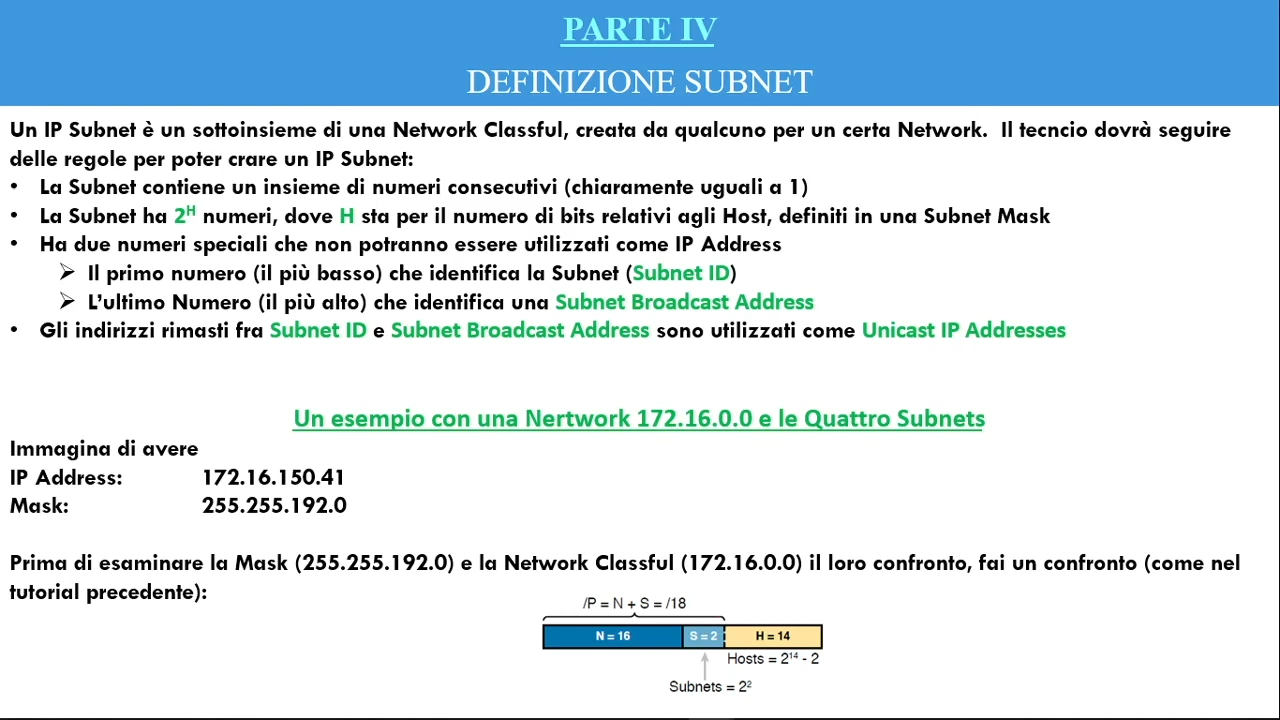 PARTE IV
DEFINIZIONE SUBNET
Un IP Subnet è un sottoinsieme di una Network Classful, creata da qualcuno per un certa Network. Il tecncio dovrà seguire
delle regole per poter crare un IP Subnet:
• La Subnet contiene un insieme di numeri consecutivi (chiaramente uguali a 1)
• La Subnet ha 2^H numeri, dove H sta per il numero di bits relativi agli Host, definiti in una Subnet Mask
• Ha due numeri speciali che non potranno essere utilizzati come IP Address
➢ Il primo numero (il più basso) che identifica la Subnet (Subnet ID)
➢ L'ultimo Numero (il più alto) che identifica una Subnet Broadcast Address
• Gli indirizzi rimasti fra Subnet ID e Subnet Broadcast Address sono utilizzati come Unicast IP Addresses
Un esempio con una Nertwork 172.16.0.0 e le Quattro Subnets
Immagina di avere
IP Address: 172.16.150.41
Mask: 255.255.192.0
Prima di esaminare la Mask (255.255.192.0) e la Network Classful (172.16.0.0) il loro confronto, fai un confronto (come nel
tutorial precedente):
/P = N + S = /18
N = 16 S = 2 H = 14
Hosts = 2^14 - 2
Subnets = 2^2